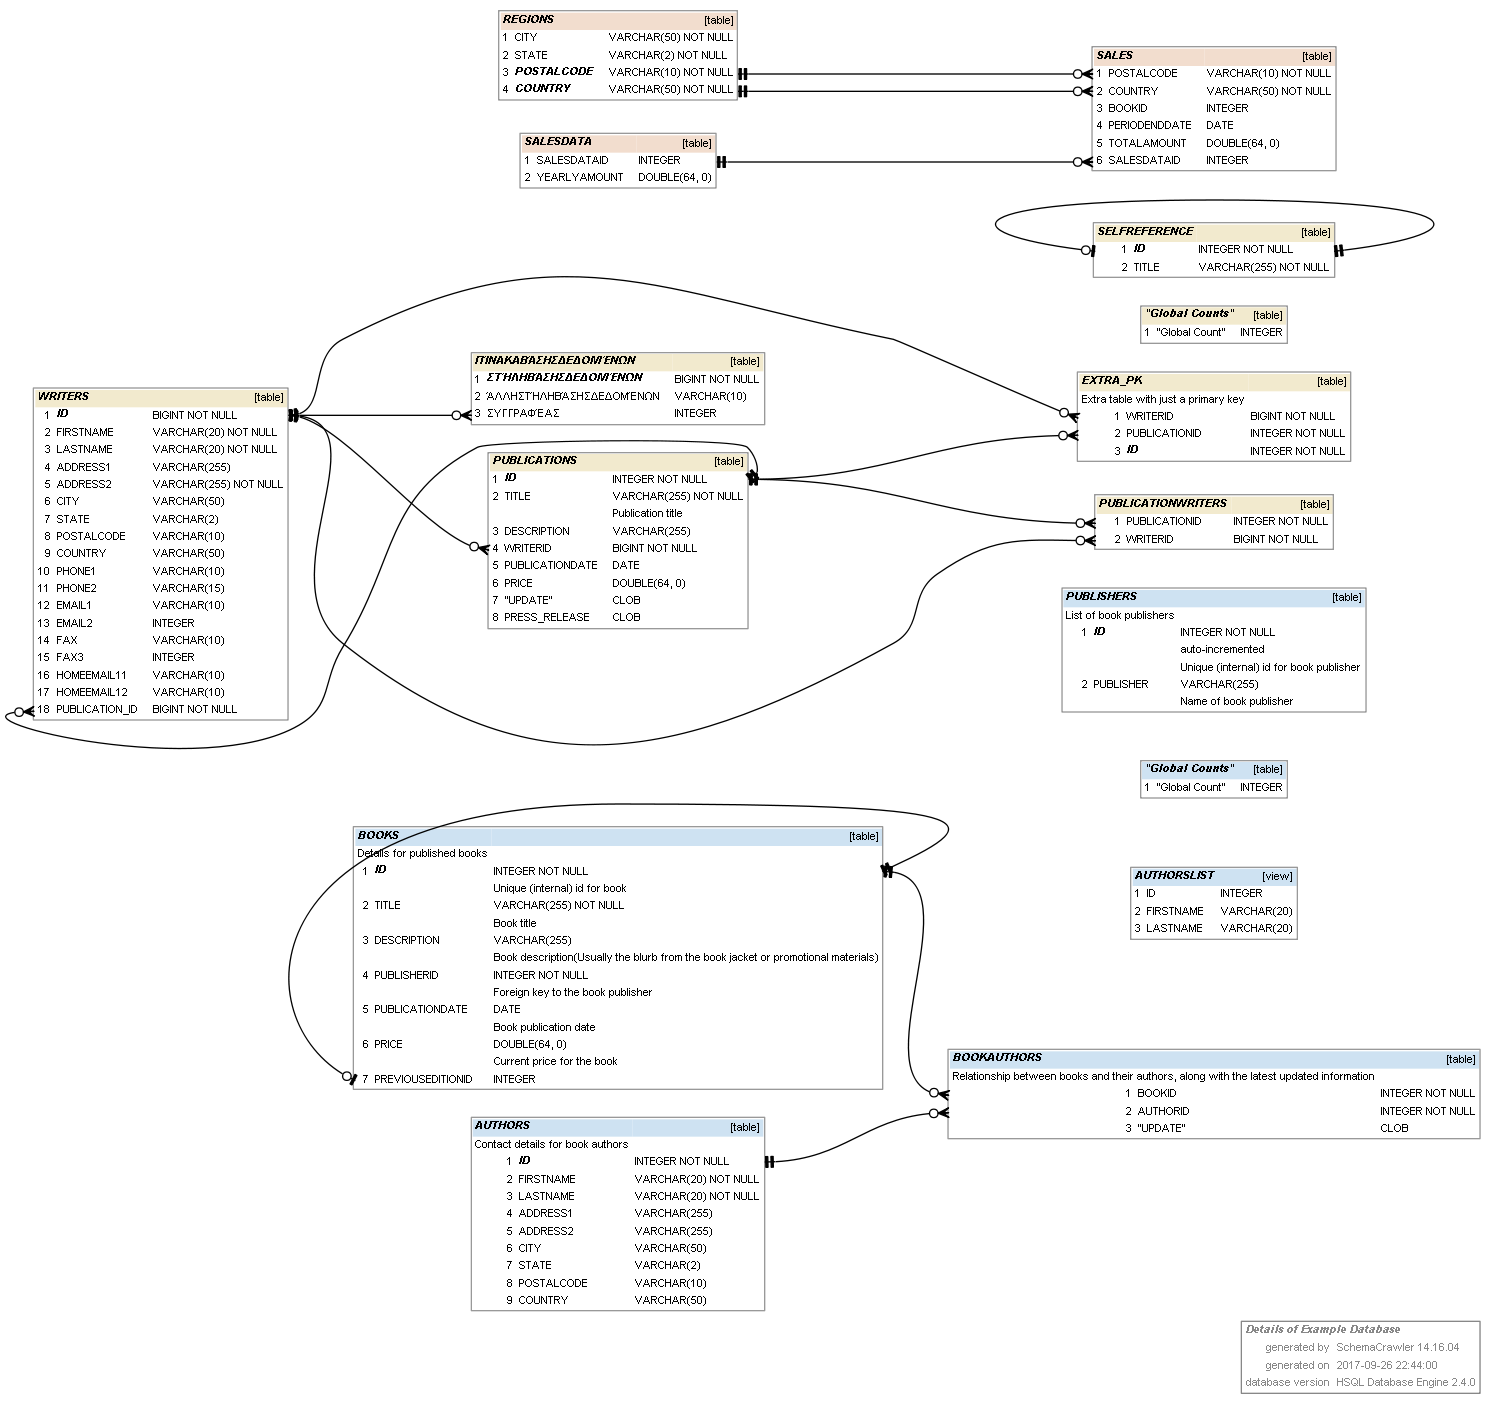 REGIONS [table]
1 CITY VARCHAR(50) NOT NULL
2 STATE VARCHAR(2) NOT NULL
3 POSTALCODE VARCHAR(10) NOT NULL
4 COUNTRY VARCHAR(50) NOT NULL
SALES [table]
1 POSTALCODE VARCHAR(10) NOT NULL
2 COUNTRY VARCHAR(50) NOT NULL
3 BOOKID INTEGER
4 PERIODENDDATE DATE
5 TOTALAMOUNT DOUBLE(64, 0)
6 SALESDATAID INTEGER
SALESDATA [table]
1 SALESDATAID INTEGER
2 YEARLYAMOUNT DOUBLE(64, 0)
SELFREFERENCE [table]
1 ID INTEGER NOT NULL
2 TITLE VARCHAR(255) NOT NULL
"Global Counts" [table]
1 "Global Count" INTEGER
WRITERS [table]
1 ID BIGINT NOT NULL
2 FIRSTNAME VARCHAR(20) NOT NULL
3 LASTNAME VARCHAR(20) NOT NULL
4 ADDRESS1 VARCHAR(255)
5 ADDRESS2 VARCHAR(255) NOT NULL
6 CITY VARCHAR(50)
7 STATE VARCHAR(2)
8 POSTALCODE VARCHAR(10)
9 COUNTRY VARCHAR(50)
10 PHONE1 VARCHAR(10)
11 PHONE2 VARCHAR(15)
12 EMAIL1 VARCHAR(10)
13 EMAIL2 INTEGER
14 FAX VARCHAR(10)
15 FAX3 INTEGER
16 HOMEEMAIL11 VARCHAR(10)
17 HOMEEMAIL12 VARCHAR(10)
18 PUBLICATION_ID BIGINT NOT NULL
ΠΊΝΑΚΑΒΆΣΗΣΔΕΔΟΜΈΝΩΝ [table]
1 ΣΤΉΛΗΒΆΣΗΣΔΕΔΟΜΈΝΩΝ BIGINT NOT NULL
2 ΆΛΛΗΣΤΉΛΗΒΆΣΗΣΔΕΔΟΜΈΝΩΝ VARCHAR(10)
3 ΣΥΓΓΡΑΦΈΑΣ INTEGER
PUBLICATIONS [table]
1 ID INTEGER NOT NULL
2 TITLE VARCHAR(255) NOT NULL
Publication title
3 DESCRIPTION VARCHAR(255)
4 WRITERID BIGINT NOT NULL
5 PUBLICATIONDATE DATE
6 PRICE DOUBLE(64, 0)
7 "UPDATE" CLOB
8 PRESS_RELEASE CLOB
EXTRA_PK [table]
Extra table with just a primary key
1 WRITERID BIGINT NOT NULL
2 PUBLICATIONID INTEGER NOT NULL
3 ID INTEGER NOT NULL
PUBLICATIONWRITERS [table]
1 PUBLICATIONID INTEGER NOT NULL
2 WRITERID BIGINT NOT NULL
PUBLISHERS [table]
List of book publishers
1 ID INTEGER NOT NULL
auto-incremented
Unique (internal) id for book publisher
2 PUBLISHER VARCHAR(255)
Name of book publisher
"Global Counts" [table]
1 "Global Count" INTEGER
BOOKS [table]
Details for published books
1 ID INTEGER NOT NULL
Unique (internal) id for book
2 TITLE VARCHAR(255) NOT NULL
Book title
3 DESCRIPTION VARCHAR(255)
Book description(Usually the blurb from the book jacket or promotional materials)
4 PUBLISHERID INTEGER NOT NULL
Foreign key to the book publisher
5 PUBLICATIONDATE DATE
Book publication date
6 PRICE DOUBLE(64, 0)
Current price for the book
7 PREVIOUSEDITIONID INTEGER
AUTHORSLIST [view]
1 ID INTEGER
2 FIRSTNAME VARCHAR(20)
3 LASTNAME VARCHAR(20)
BOOKAUTHORS [table]
Relationship between books and their authors, along with the latest updated information
1 BOOKID INTEGER NOT NULL
2 AUTHORID INTEGER NOT NULL
3 "UPDATE" CLOB
AUTHORS [table]
Contact details for book authors
1 ID INTEGER NOT NULL
2 FIRSTNAME VARCHAR(20) NOT NULL
3 LASTNAME VARCHAR(20) NOT NULL
4 ADDRESS1 VARCHAR(255)
5 ADDRESS2 VARCHAR(255)
6 CITY VARCHAR(50)
7 STATE VARCHAR(2)
8 POSTALCODE VARCHAR(10)
9 COUNTRY VARCHAR(50)
Details of Example Database
generated by SchemaCrawler 14.16.04
generated on 2017-09-26 22:44:00
database version HSQL Database Engine 2.4.0